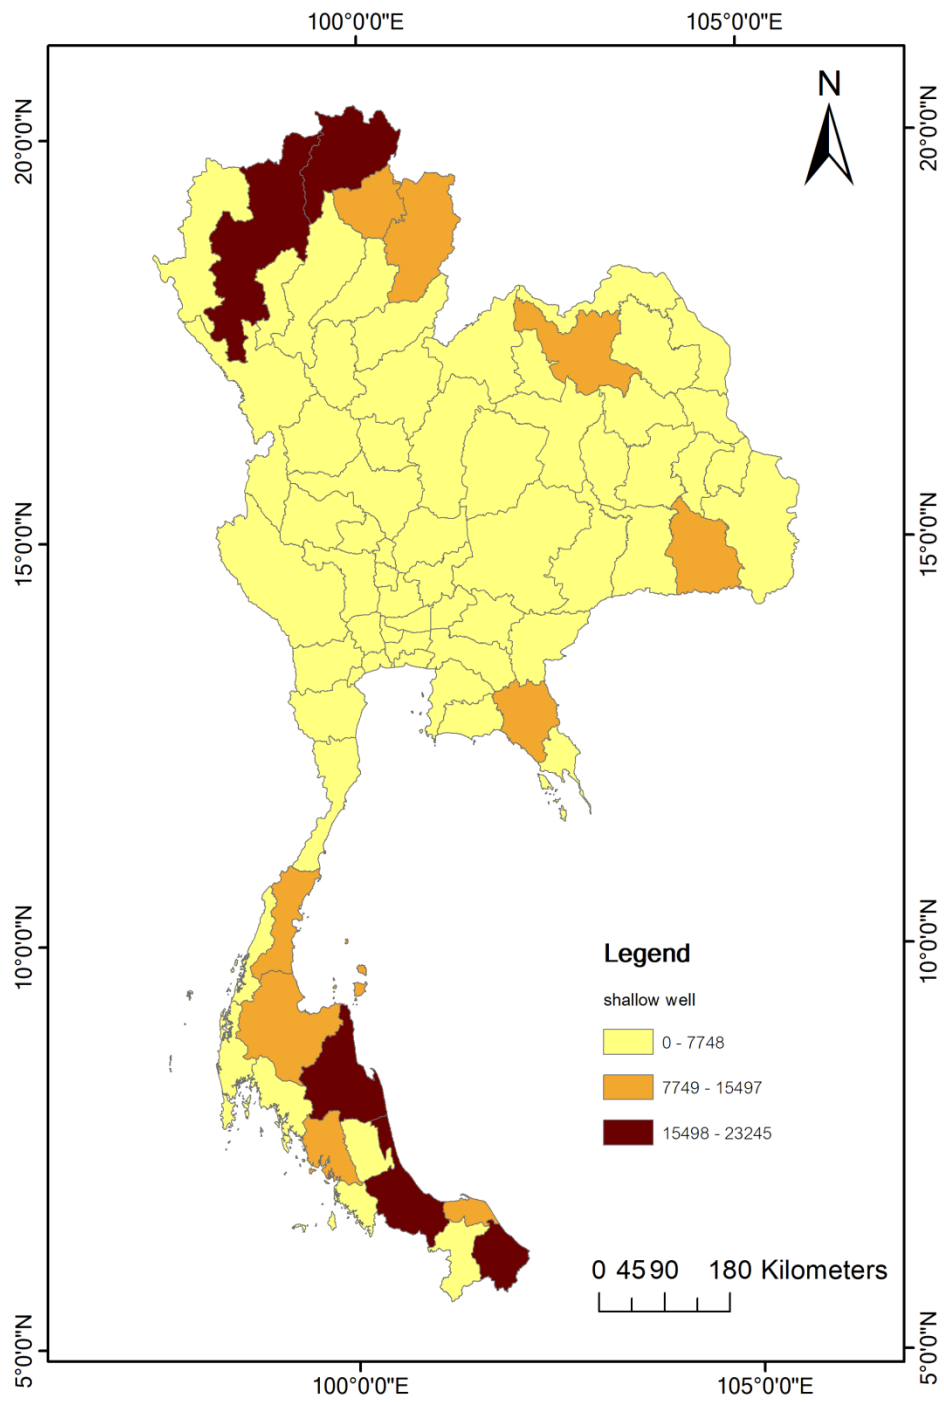 100°0'0"E 105°0'0"E
N
20°0'0"N 20°0'0"N
15°0'0"N 15°0'0"N
10°0'0"N 10°0'0"N
Legend
shallow well
0 - 7748
7749 - 15497
15498 - 23245
0 45 90 180 Kilometers
5°0'0"N 5°0'0"N
100°0'0"E 105°0'0"E